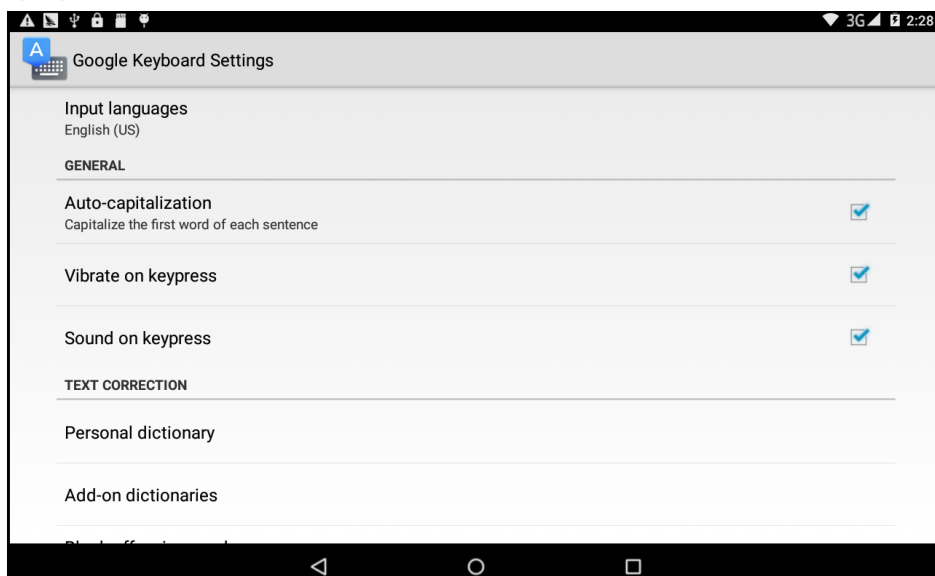 3G 2:28
A Google Keyboard Settings
Input languages
English (US)
GENERAL
Auto-capitalization
Capitalize the first word of each sentence
Vibrate on keypress
Sound on keypress
TEXT CORRECTION
Personal dictionary
Add-on dictionaries